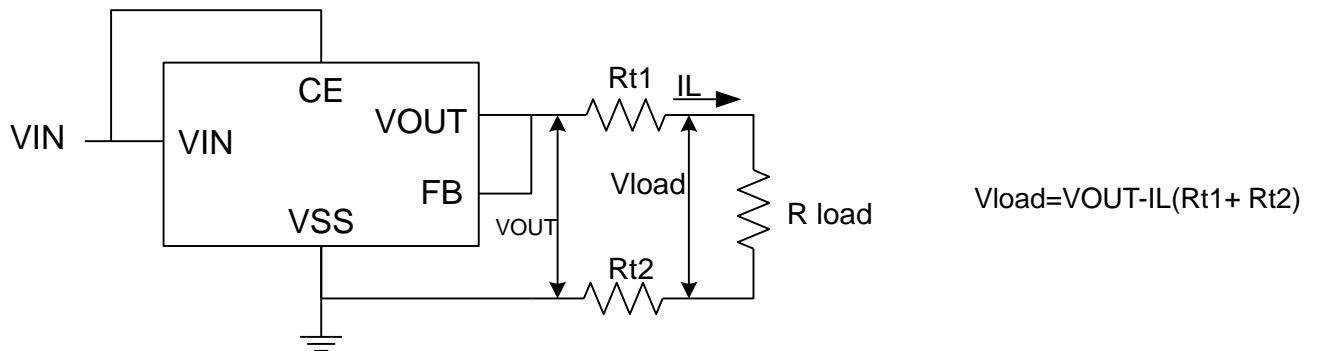 CE
Rt1
IL
VIN
VIN
VOUT
FB
Vload
VOUT
R load
VSS
Rt2
Vload=VOUT-IL(Rt1+ Rt2)